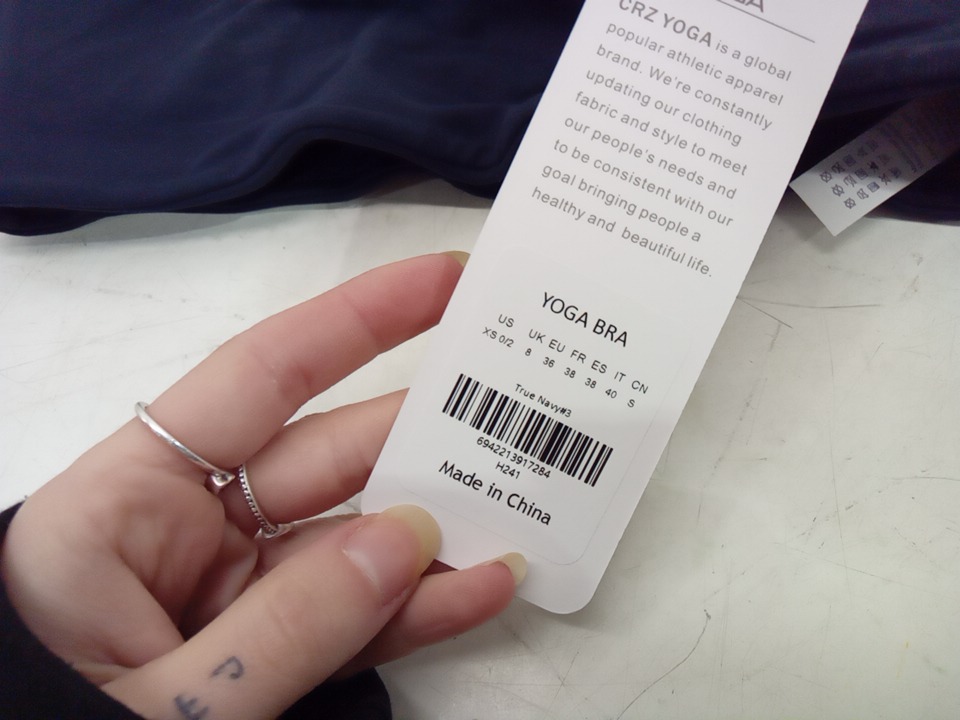 CRZ YOGA is a global
popular athletic apparel
brand. We're constantly
updating our clothing
fabric and style to meet
our people's needs and
to be consistent with our
goal bringing people a
healthy and beautiful life.
YOGA BRA
US UK EU FR ES IT CN
XS 0/2 8 36 38 38 40 S
True Navy#3
6942213917284
H241
Made in China